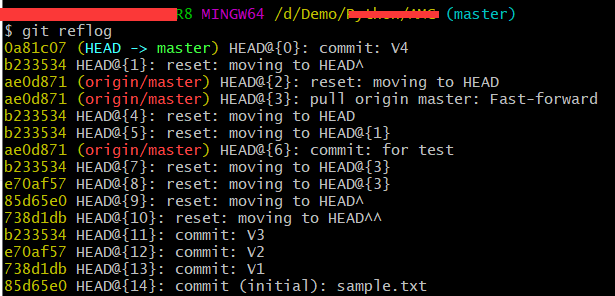 R8 MINGW64 /d/Demo/ (master)
$ git reflog
0a81c07 (HEAD -> master) HEAD@{0}: commit: V4
b233534 HEAD@{1}: reset: moving to HEAD^
ae0d871 (origin/master) HEAD@{2}: reset: moving to HEAD
ae0d871 (origin/master) HEAD@{3}: pull origin master: Fast-forward
b233534 HEAD@{4}: reset: moving to HEAD
b233534 HEAD@{5}: reset: moving to HEAD@{1}
ae0d871 (origin/master) HEAD@{6}: commit: for test
b233534 HEAD@{7}: reset: moving to HEAD@{3}
e70af57 HEAD@{8}: reset: moving to HEAD@{3}
85d65e0 HEAD@{9}: reset: moving to HEAD^
738d1db HEAD@{10}: reset: moving to HEAD^^
b233534 HEAD@{11}: commit: V3
e70af57 HEAD@{12}: commit: V2
738d1db HEAD@{13}: commit: V1
85d65e0 HEAD@{14}: commit (initial): sample.txt